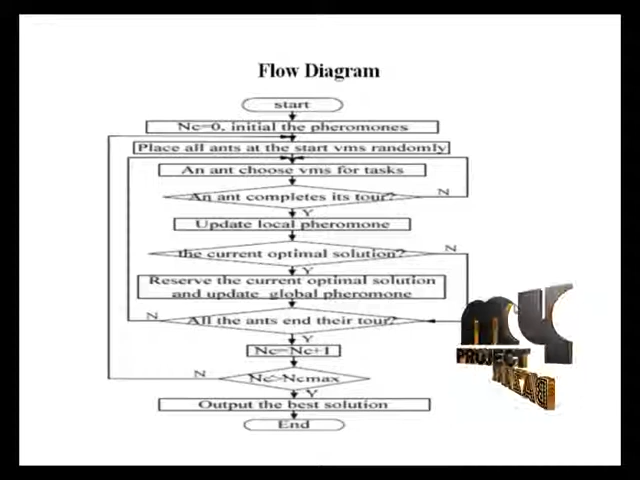 Flow Diagram
start
Nc=0, initial the pheromones
Place all ants at the start vms randomly
An ant choose vms for tasks
An ant completes its tour?
N
Y
Update local pheromone
the current optimal solution?
N
Y
Reserve the current optimal solution
and update global pheromone
All the ants end their tour?
N
Y
Nc=Nc+1
Nc>Ncmax
N
Y
Output the best solution
End
my
PROJECT